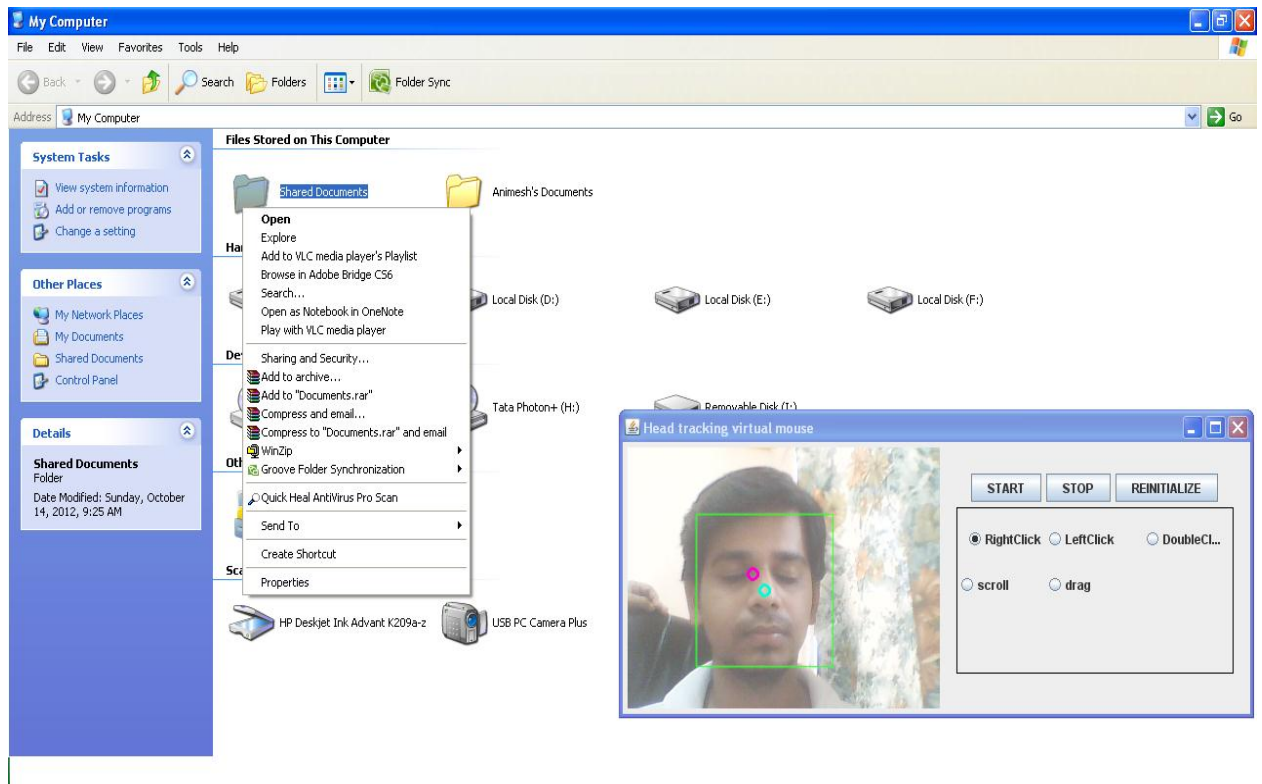 My Computer
File Edit View Favorites Tools Help
Back Search Folders Folder Sync
Address My Computer Go
System Tasks
View system information
Add or remove programs
Change a setting
Other Places
My Network Places
My Documents
Shared Documents
Control Panel
Details
Shared Documents
Folder
Date Modified: Sunday, October
14, 2012, 9:25 AM
Files Stored on This Computer
Shared Documents Animesh's Documents
Ha
Local Disk (D:) Local Disk (E:) Local Disk (F:)
De
Tata Photon+ (H:) Removable Disk (I:)
Oth
Sca
HP Deskjet Ink Advant K209a-z USB PC Camera Plus
Open
Explore
Add to VLC media player's Playlist
Browse in Adobe Bridge CS6
Search...
Open as Notebook in OneNote
Play with VLC media player
Sharing and Security...
Add to archive...
Add to "Documents.rar"
Compress and email...
Compress to "Documents.rar" and email
WinZip
Groove Folder Synchronization
Quick Heal AntiVirus Pro Scan
Send To
Create Shortcut
Properties
Head tracking virtual mouse
START STOP REINITIALIZE
RightClick LeftClick DoubleCl...
scroll drag